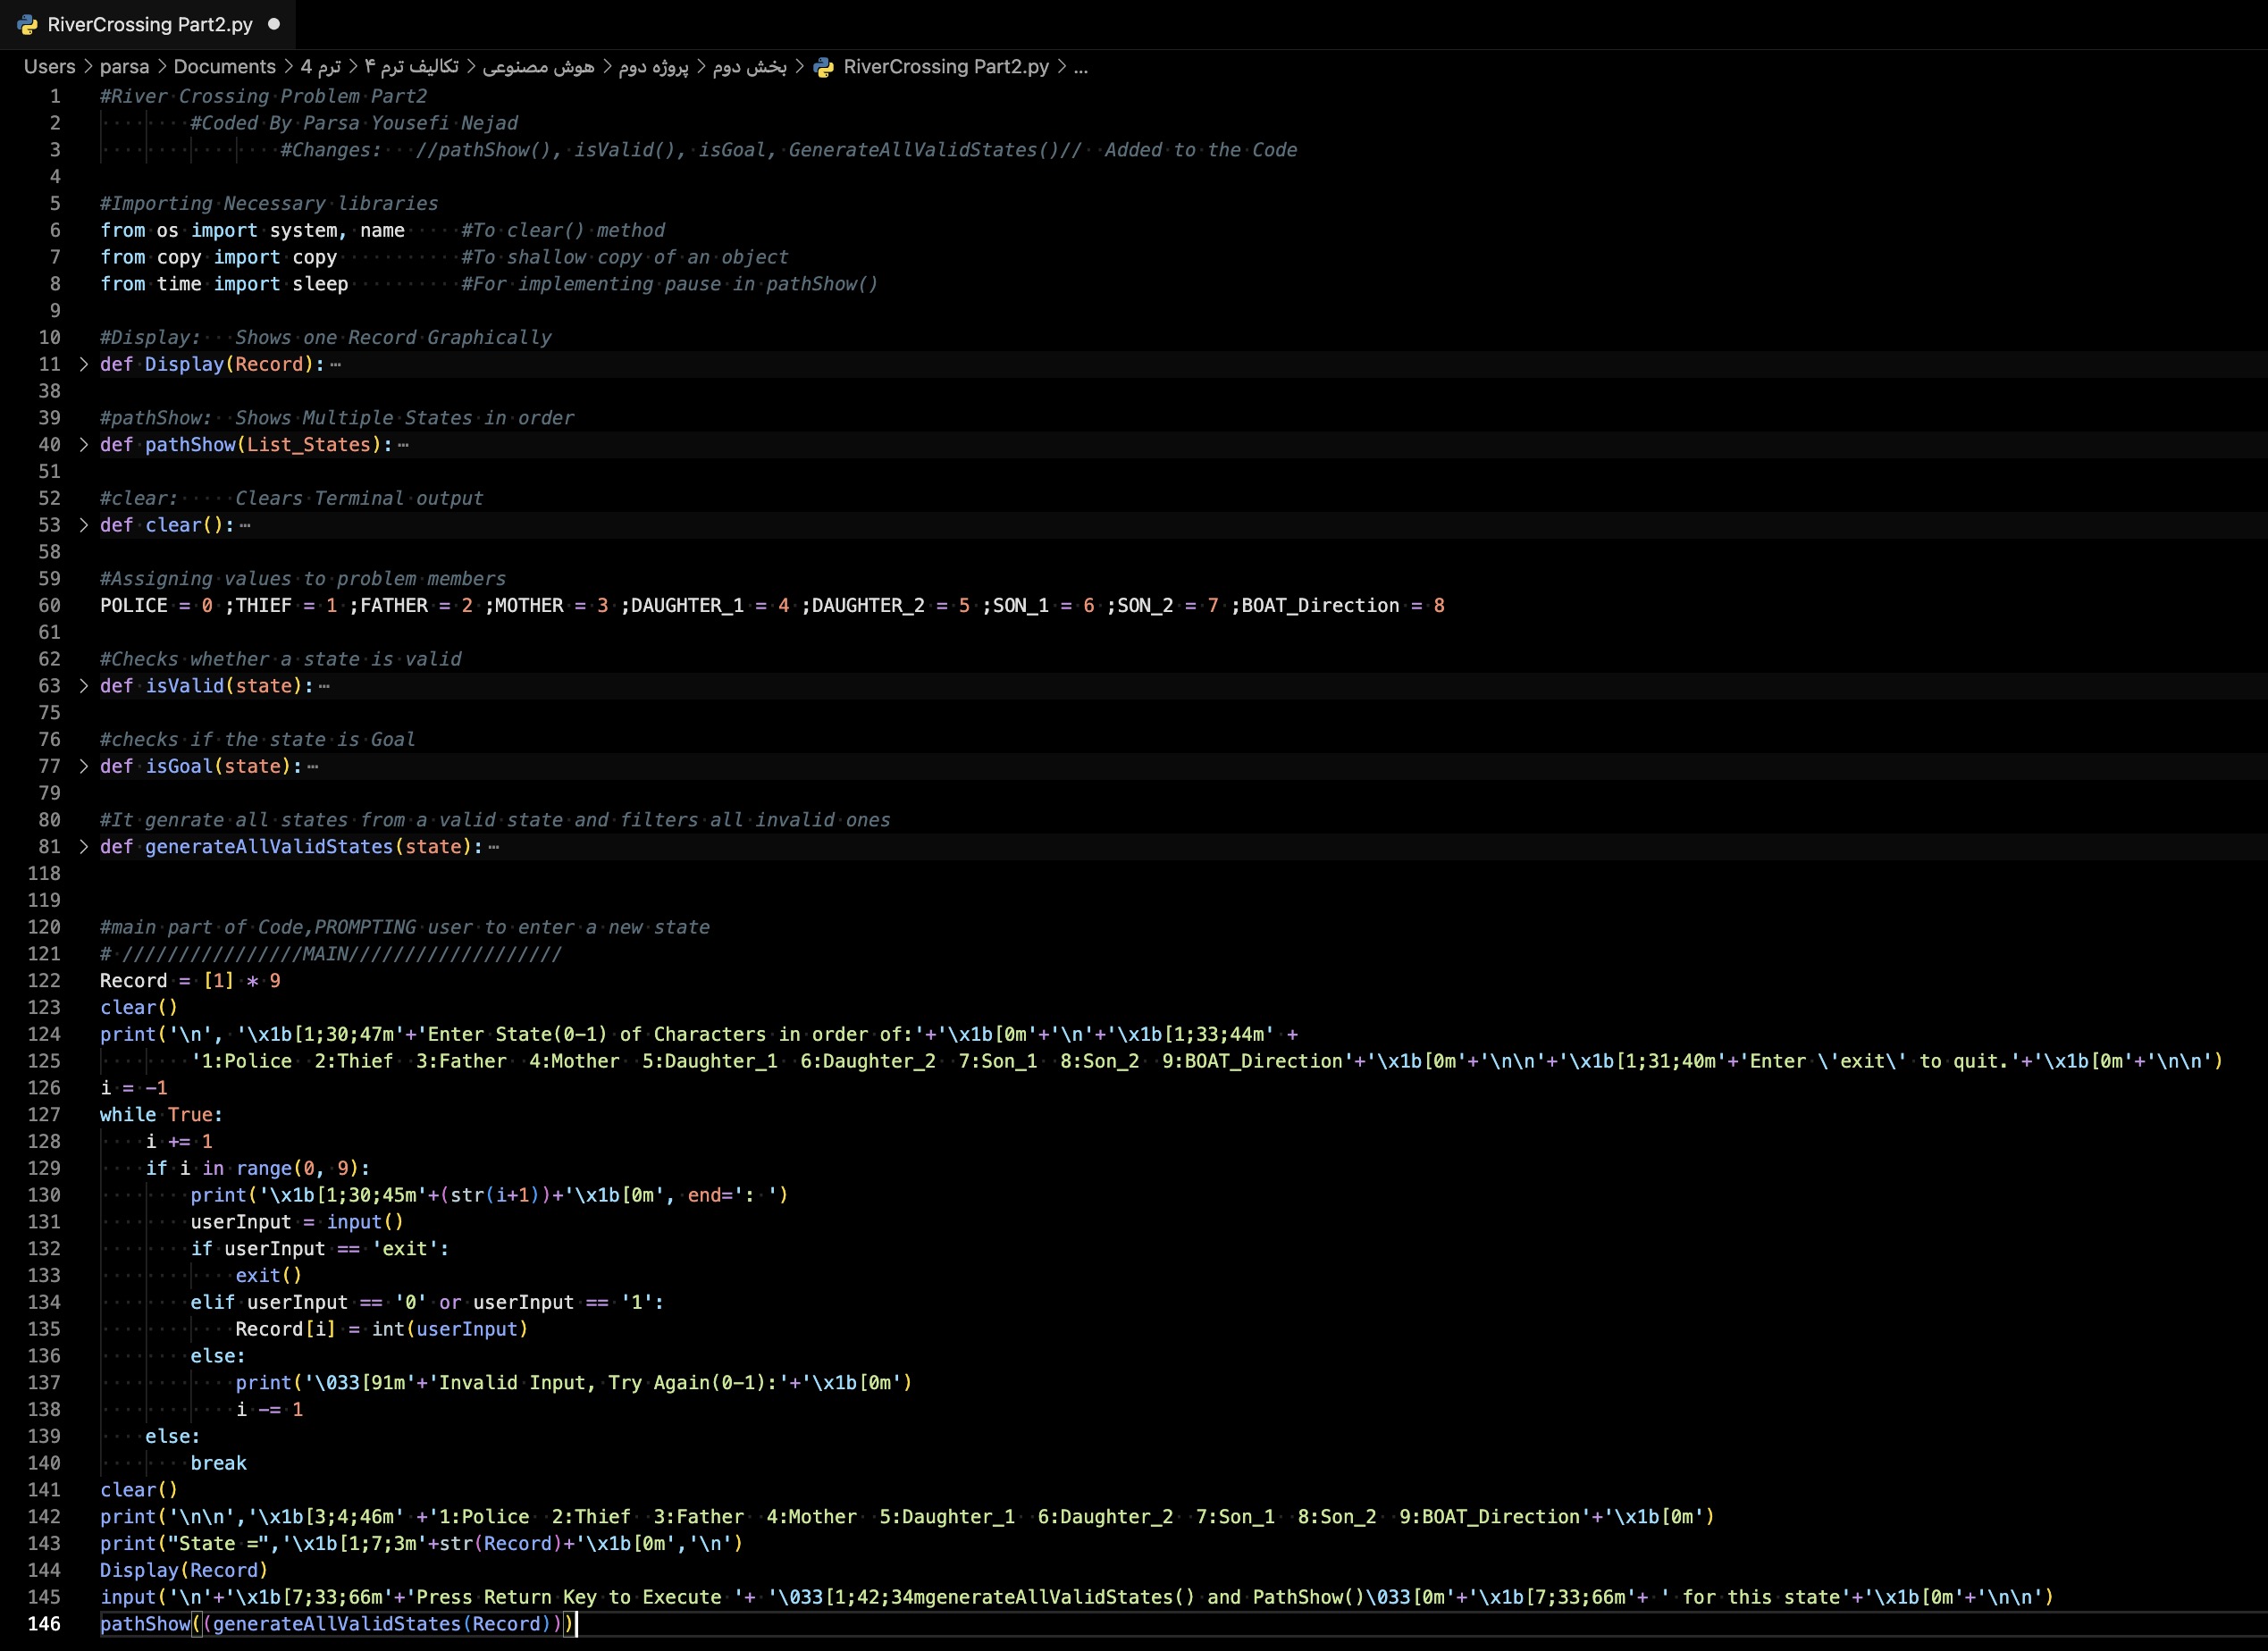 RiverCrossing Part2.py ●
Users > parsa > Documents > ترم 4 > تکالیف ترم ۴ > هوش مصنوعی > پروژه دوم > بخش دوم > RiverCrossing Part2.py > ...
1 #River Crossing Problem Part2
2         #Coded By Parsa Yousefi Nejad
3                 #Changes:   //pathShow(), isValid(), isGoal, GenerateAllValidStates()//  Added to the Code
4
5 #Importing Necessary libraries
6 from os import system, name     #To clear() method
7 from copy import copy           #To shallow copy of an object
8 from time import sleep          #For implementing pause in pathShow()
9
10 #Display:   Shows one Record Graphically
11 > def Display(Record):⋯
38
39 #pathShow:  Shows Multiple States in order
40 > def pathShow(List_States):⋯
51
52 #clear:     Clears Terminal output
53 > def clear():⋯
58
59 #Assigning values to problem members
60 POLICE = 0 ;THIEF = 1 ;FATHER = 2 ;MOTHER = 3 ;DAUGHTER_1 = 4 ;DAUGHTER_2 = 5 ;SON_1 = 6 ;SON_2 = 7 ;BOAT_Direction = 8
61
62 #Checks whether a state is valid
63 > def isValid(state):⋯
75
76 #checks if the state is Goal
77 > def isGoal(state):⋯
79
80 #It genrate all states from a valid state and filters all invalid ones
81 > def generateAllValidStates(state):⋯
118
119
120 #main part of Code,PROMPTING user to enter a new state
121 # ////////////////MAIN///////////////////
122 Record = [1] * 9
123 clear()
124 print('\n', '\x1b[1;30;47m'+'Enter State(0-1) of Characters in order of:'+'\x1b[0m'+'\n'+'\x1b[1;33;44m' +
125         '1:Police  2:Thief  3:Father  4:Mother  5:Daughter_1  6:Daughter_2  7:Son_1  8:Son_2  9:BOAT_Direction'+'\x1b[0m'+'\n\n'+'\x1b[1;31;40m'+'Enter \'exit\' to quit.'+'\x1b[0m'+'\n\n')
126 i = -1
127 while True:
128     i += 1
129     if i in range(0, 9):
130         print('\x1b[1;30;45m'+(str(i+1))+'\x1b[0m', end=': ')
131         userInput = input()
132         if userInput == 'exit':
133             exit()
134         elif userInput == '0' or userInput == '1':
135             Record[i] = int(userInput)
136         else:
137             print('\033[91m'+'Invalid Input, Try Again(0-1):'+'\x1b[0m')
138             i -= 1
139     else:
140         break
141 clear()
142 print('\n\n','\x1b[3;4;46m' +'1:Police  2:Thief  3:Father  4:Mother  5:Daughter_1  6:Daughter_2  7:Son_1  8:Son_2  9:BOAT_Direction'+'\x1b[0m')
143 print("State =",'\x1b[1;7;3m'+str(Record)+'\x1b[0m','\n')
144 Display(Record)
145 input('\n'+'\x1b[7;33;66m'+'Press Return Key to Execute '+ '\033[1;42;34mgenerateAllValidStates() and PathShow()\033[0m'+'\x1b[7;33;66m'+ ' for this state'+'\x1b[0m'+'\n\n')
146 pathShow((generateAllValidStates(Record)))